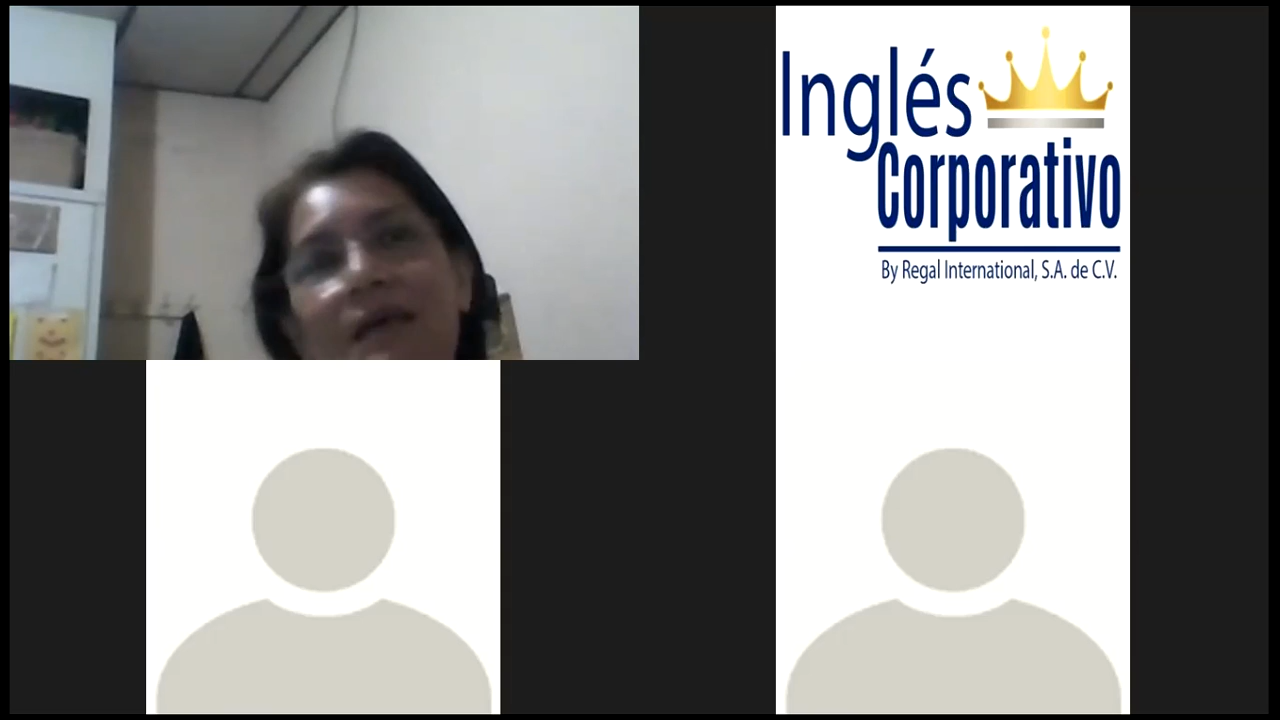 Inglés
Corporativo
By Regal International, S.A. de C.V.